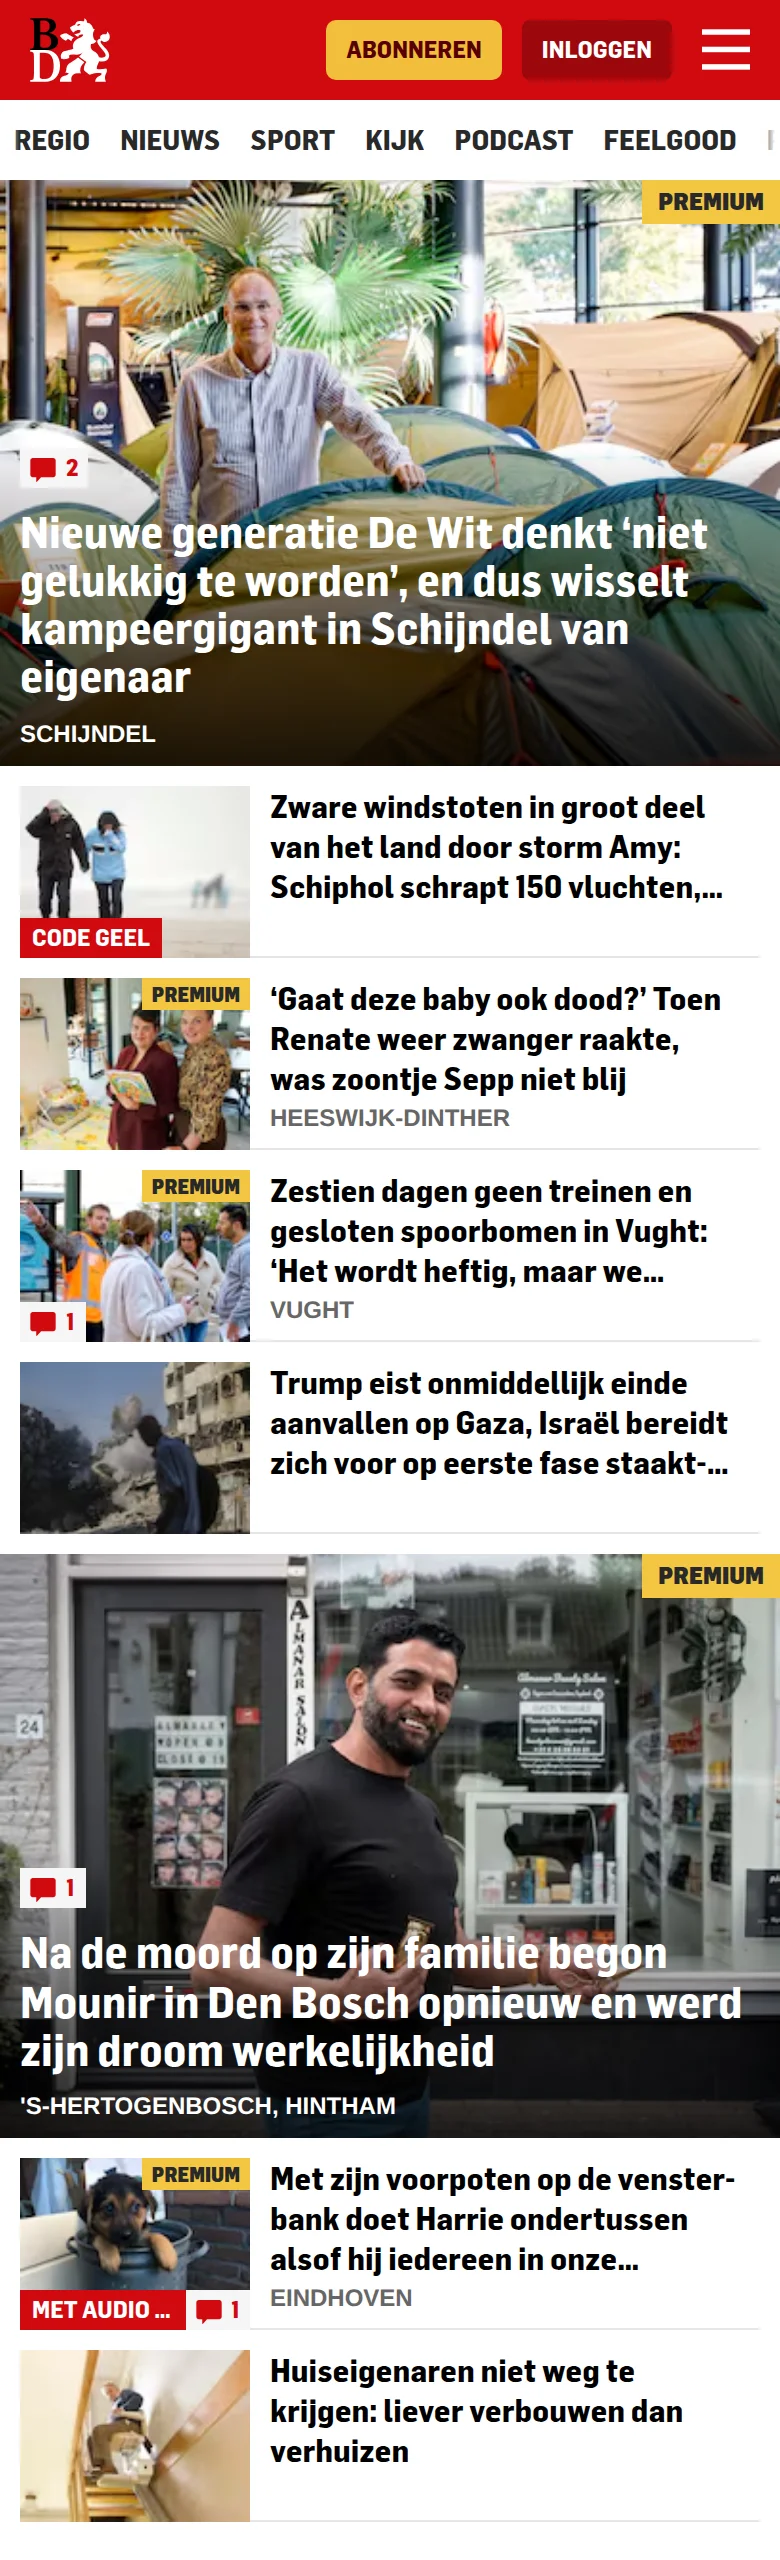 BD
ABONNEREN
INLOGGEN
REGIO NIEUWS SPORT KIJK PODCAST FEELGOOD
PREMIUM
2
Nieuwe generatie De Wit denkt ‘niet
gelukkig te worden’, en dus wisselt
kampeergigant in Schijndel van
eigenaar
SCHIJNDEL
Zware windstoten in groot deel
van het land door storm Amy:
Schiphol schrapt 150 vluchten,...
CODE GEEL
PREMIUM
‘Gaat deze baby ook dood?’ Toen
Renate weer zwanger raakte,
was zoontje Sepp niet blij
HEESWIJK-DINTHER
PREMIUM
Zestien dagen geen treinen en
gesloten spoorbomen in Vught:
‘Het wordt heftig, maar we...
VUGHT
1
Trump eist onmiddellijk einde
aanvallen op Gaza, Israël bereidt
zich voor op eerste fase staakt-...
PREMIUM
ALMANAR SALON
24
1
Na de moord op zijn familie begon
Mounir in Den Bosch opnieuw en werd
zijn droom werkelijkheid
'S-HERTOGENBOSCH, HINTHAM
PREMIUM
Met zijn voorpoten op de venster-
bank doet Harrie ondertussen
alsof hij iedereen in onze...
EINDHOVEN
MET AUDIO ...
1
Huiseigenaren niet weg te
krijgen: liever verbouwen dan
verhuizen